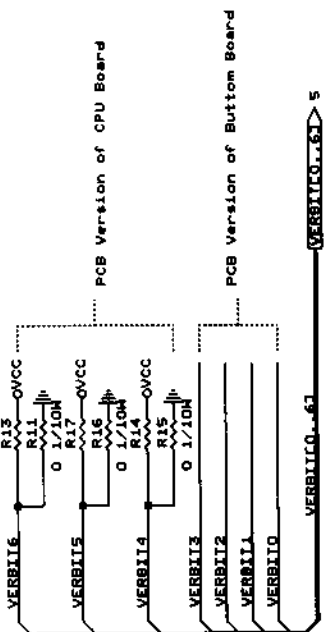 VERBIT6
R13
VCC
R11
0 1/10W
VERBIT5
R17
VCC
R16
0 1/10W
VERBIT4
R14
VCC
R15
0 1/10W
PCB Version of CPU Board
VERBIT3
VERBIT2
VERBIT1
VERBIT0
PCB Version of Buttom Board
VERBIT[0..6]
VERBIT[0..6]
5